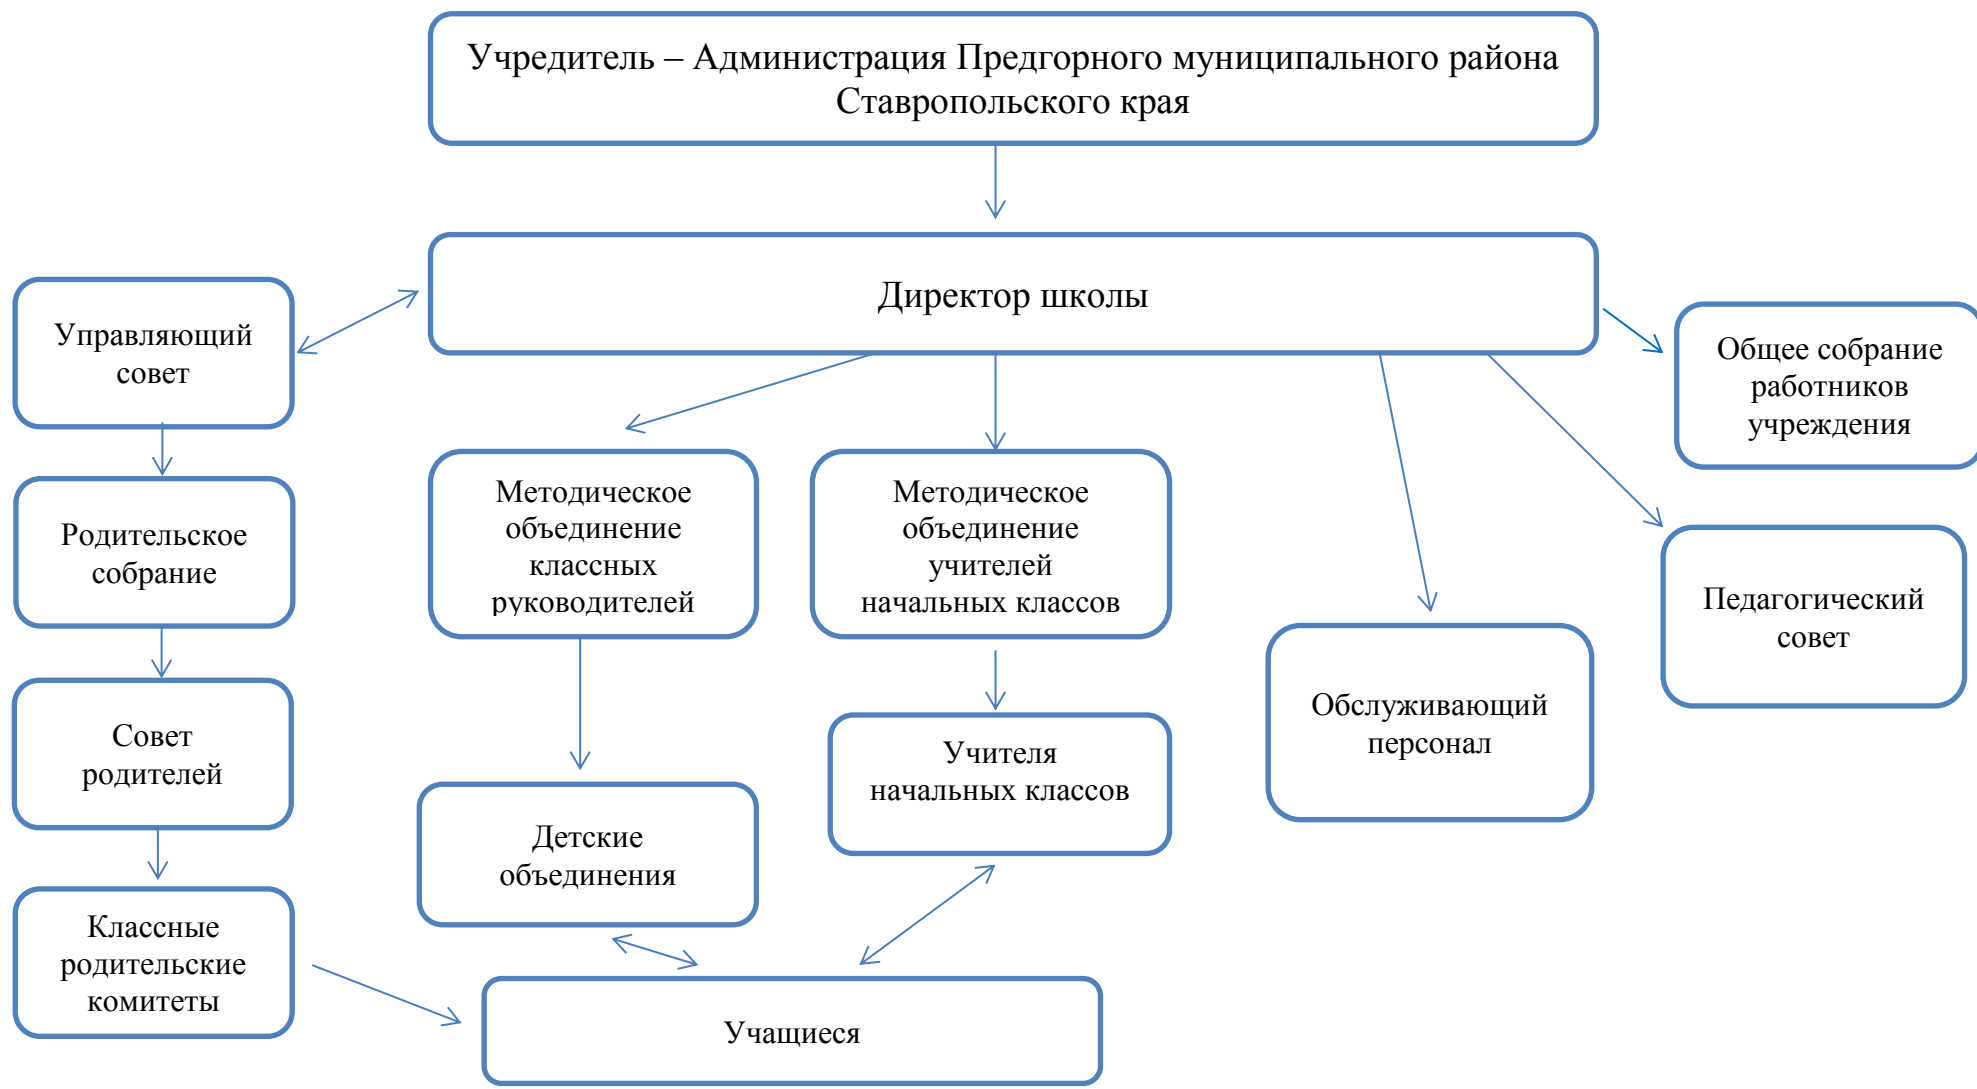 Учредитель – Администрация Предгорного муниципального района
Ставропольского края
Директор школы
Управляющий
совет
Общее собрание
работников
учреждения
Методическое
объединение
классных
руководителей
Методическое
объединение
учителей
начальных классов
Родительское
собрание
Педагогический
совет
Обслуживающий
персонал
Совет
родителей
Учителя
начальных классов
Детские
объединения
Классные
родительские
комитеты
Учащиеся